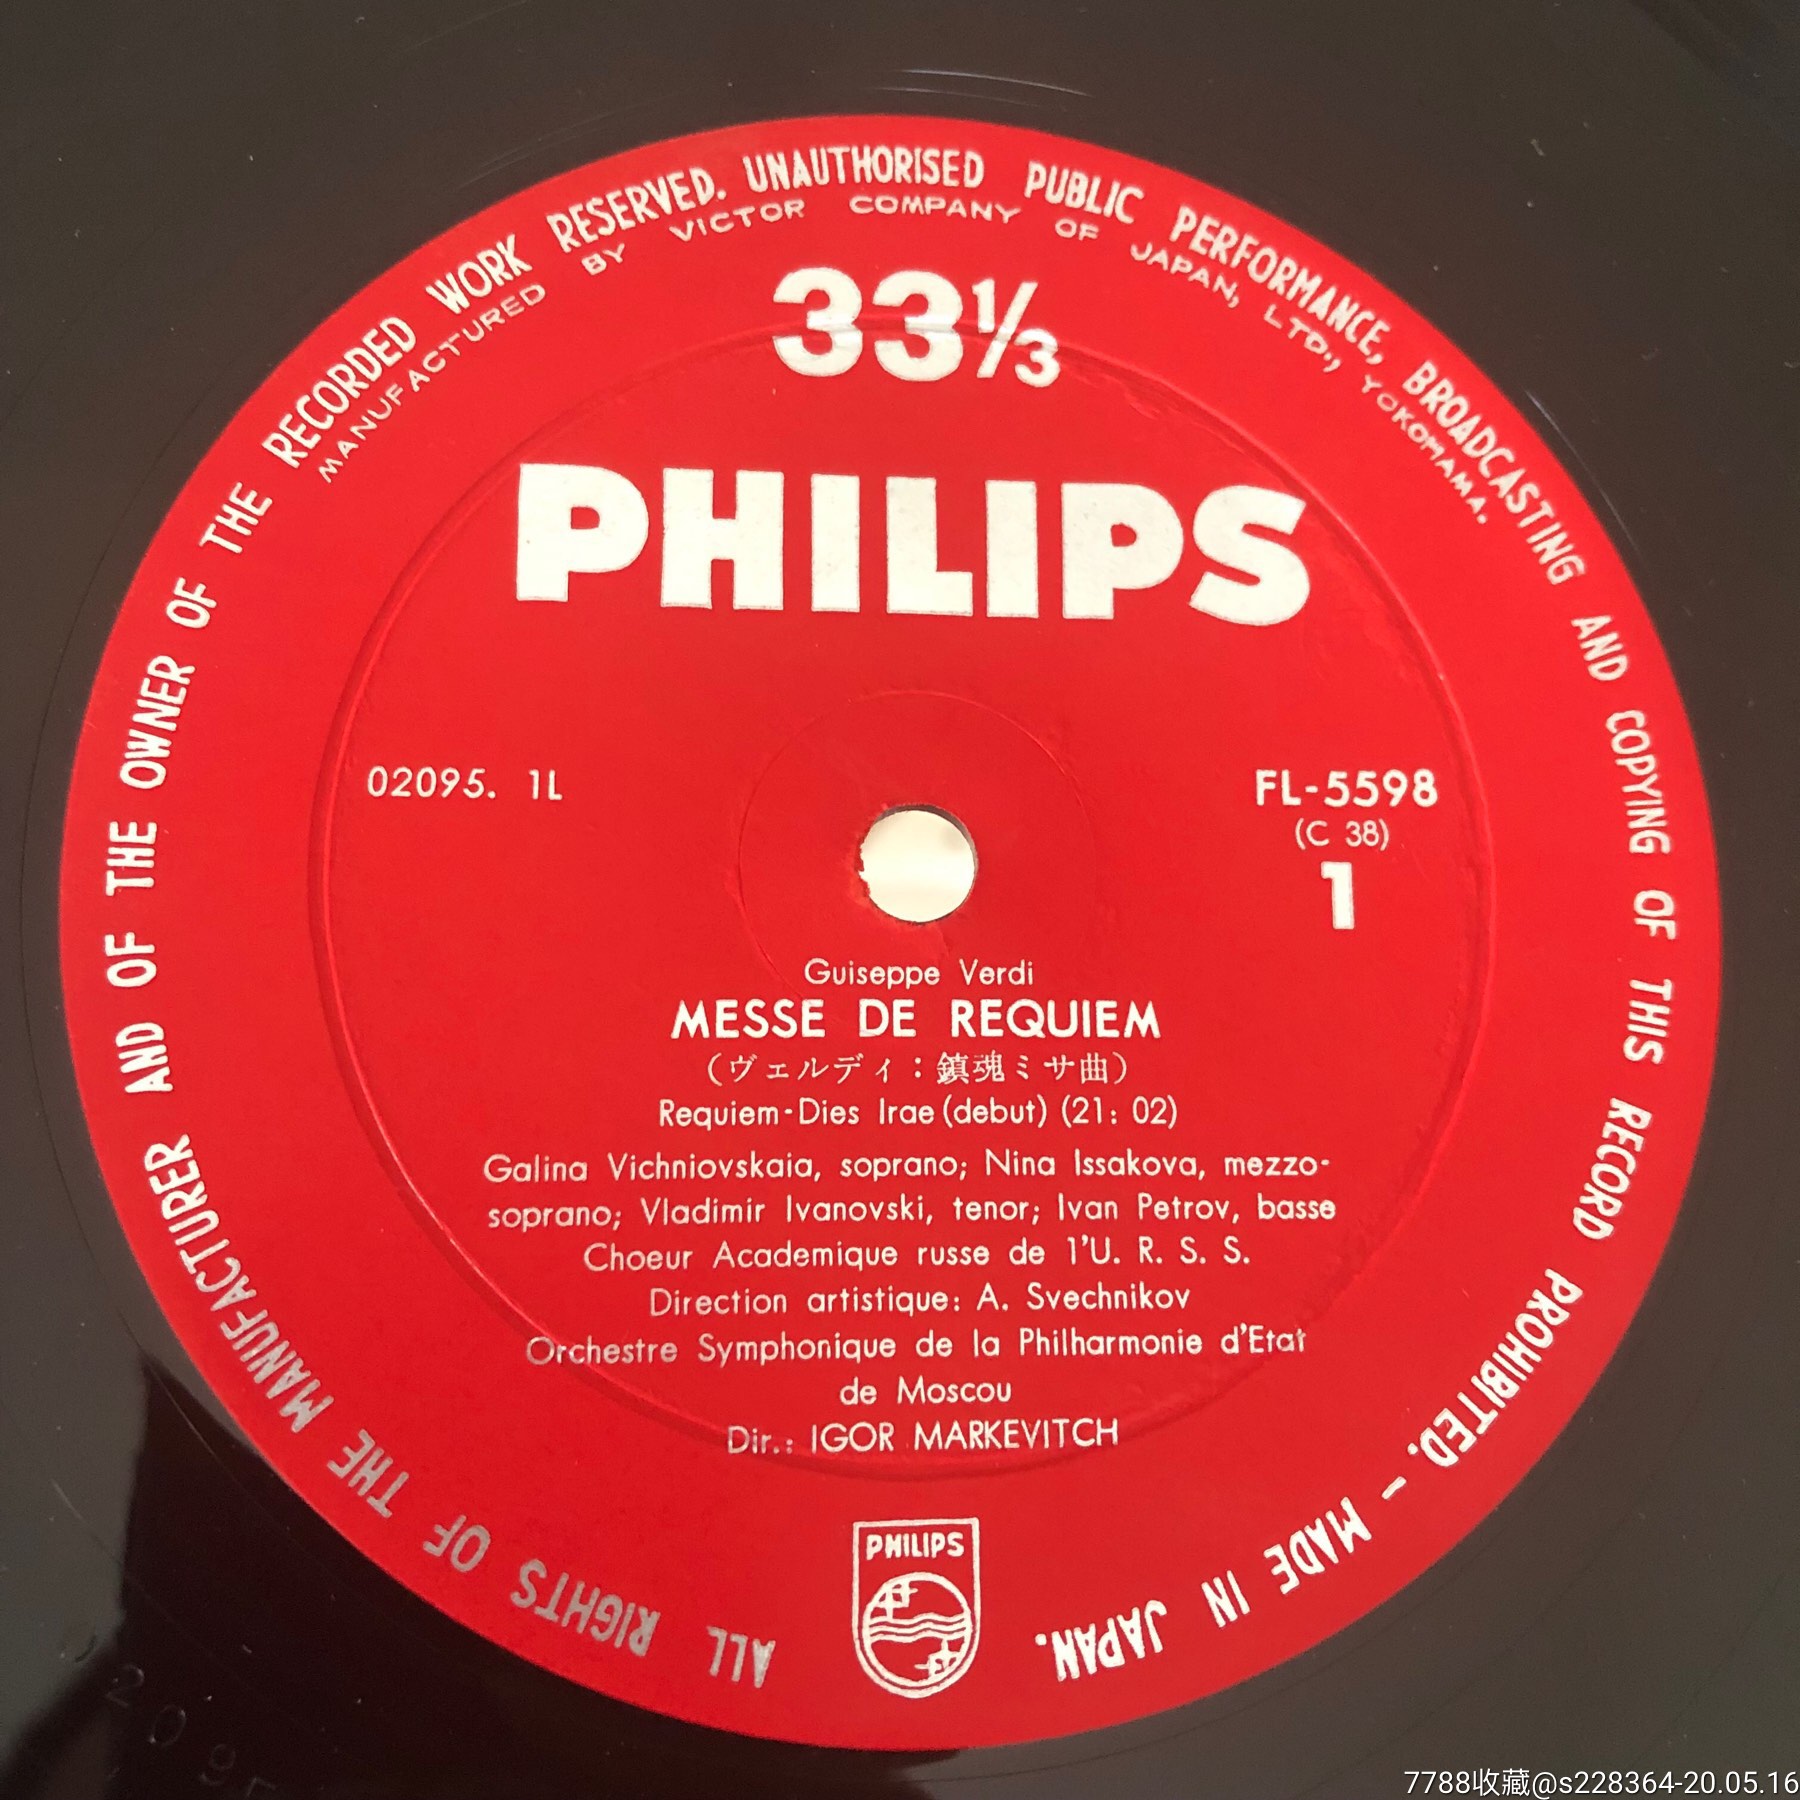 ALL RIGHTS OF THE MANUFACTURER AND OF THE OWNER OF THE RECORDED WORK RESERVED. UNAUTHORISED PUBLIC PERFORMANCE, BROADCASTING AND COPYING OF THIS RECORD PROHIBITED. - MADE IN JAPAN.
MANUFACTURED BY VICTOR COMPANY OF JAPAN, LTD., YOKOHAMA.
33⅓
PHILIPS
02095. 1L
FL-5598
(C 38)
1
Guiseppe Verdi
MESSE DE REQUIEM
(ヴェルディ：鎮魂ミサ曲)
Requiem-Dies Irae (debut) (21: 02)
Galina Vichniovskaia, soprano; Nina Issakova, mezzo-
soprano; Vladimir Ivanovski, tenor; Ivan Petrov, basse
Choeur Academique russe de l'U. R. S. S.
Direction artistique: A. Svechnikov
Orchestre Symphonique de la Philharmonie d'Etat
de Moscou
Dir.: IGOR MARKEVITCH
PHILIPS
7788收藏@s228364-20.05.16